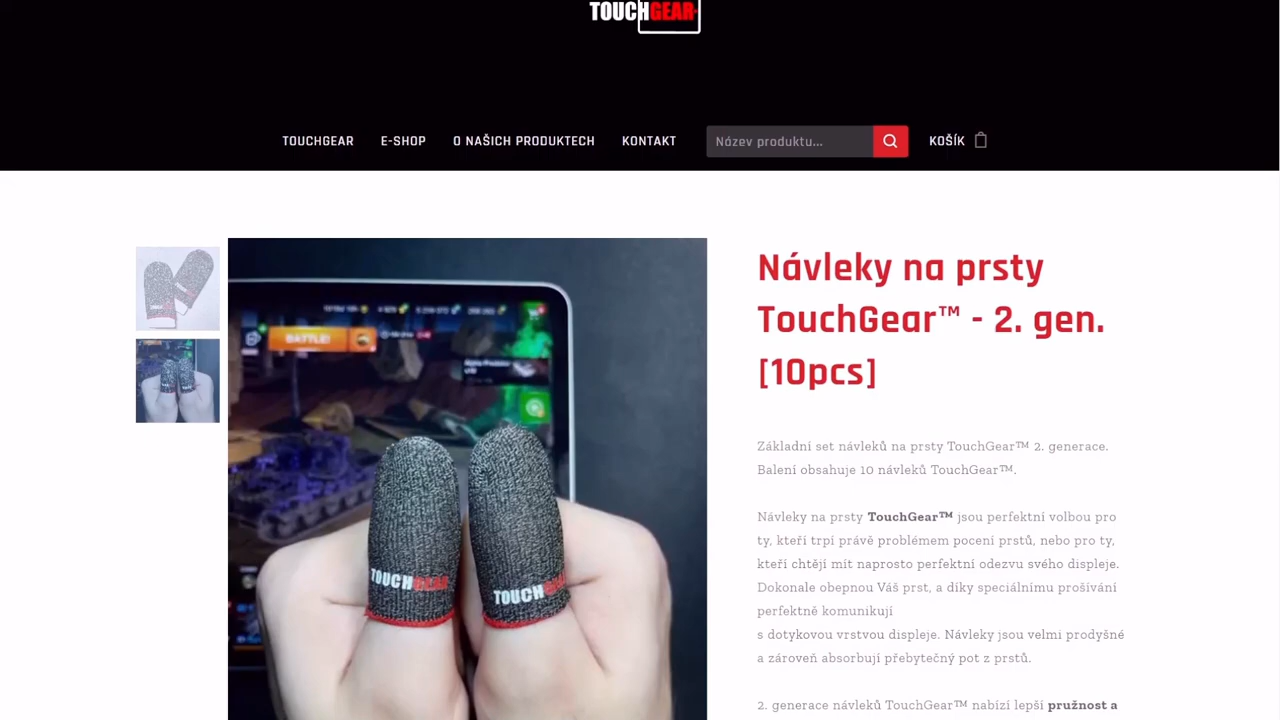 TOUCHGEAR
TOUCHGEAR
E-SHOP
O NAŠICH PRODUKTECH
KONTAKT
Název produktu...
KOŠÍK
Návleky na prsty
TouchGear™ - 2. gen.
[10pcs]
Základní set návleků na prsty TouchGear™ 2. generace.
Balení obsahuje 10 návleků TouchGear™.
Návleky na prsty TouchGear™ jsou perfektní volbou pro
ty, kteří trpí právě problémem pocení prstů, nebo pro ty,
kteří chtějí mít naprosto perfektní odezvu svého displeje.
Dokonale obepnou Váš prst, a díky speciálnímu prošívání
perfektně komunikují
s dotykovou vrstvou displeje. Návleky jsou velmi prodyšné
a zároveň absorbují přebytečný pot z prstů.
2. generace návleků TouchGear™ nabízí lepší pružnost a
BATTLE!
TOUCHGEAR
TOUCHGEAR